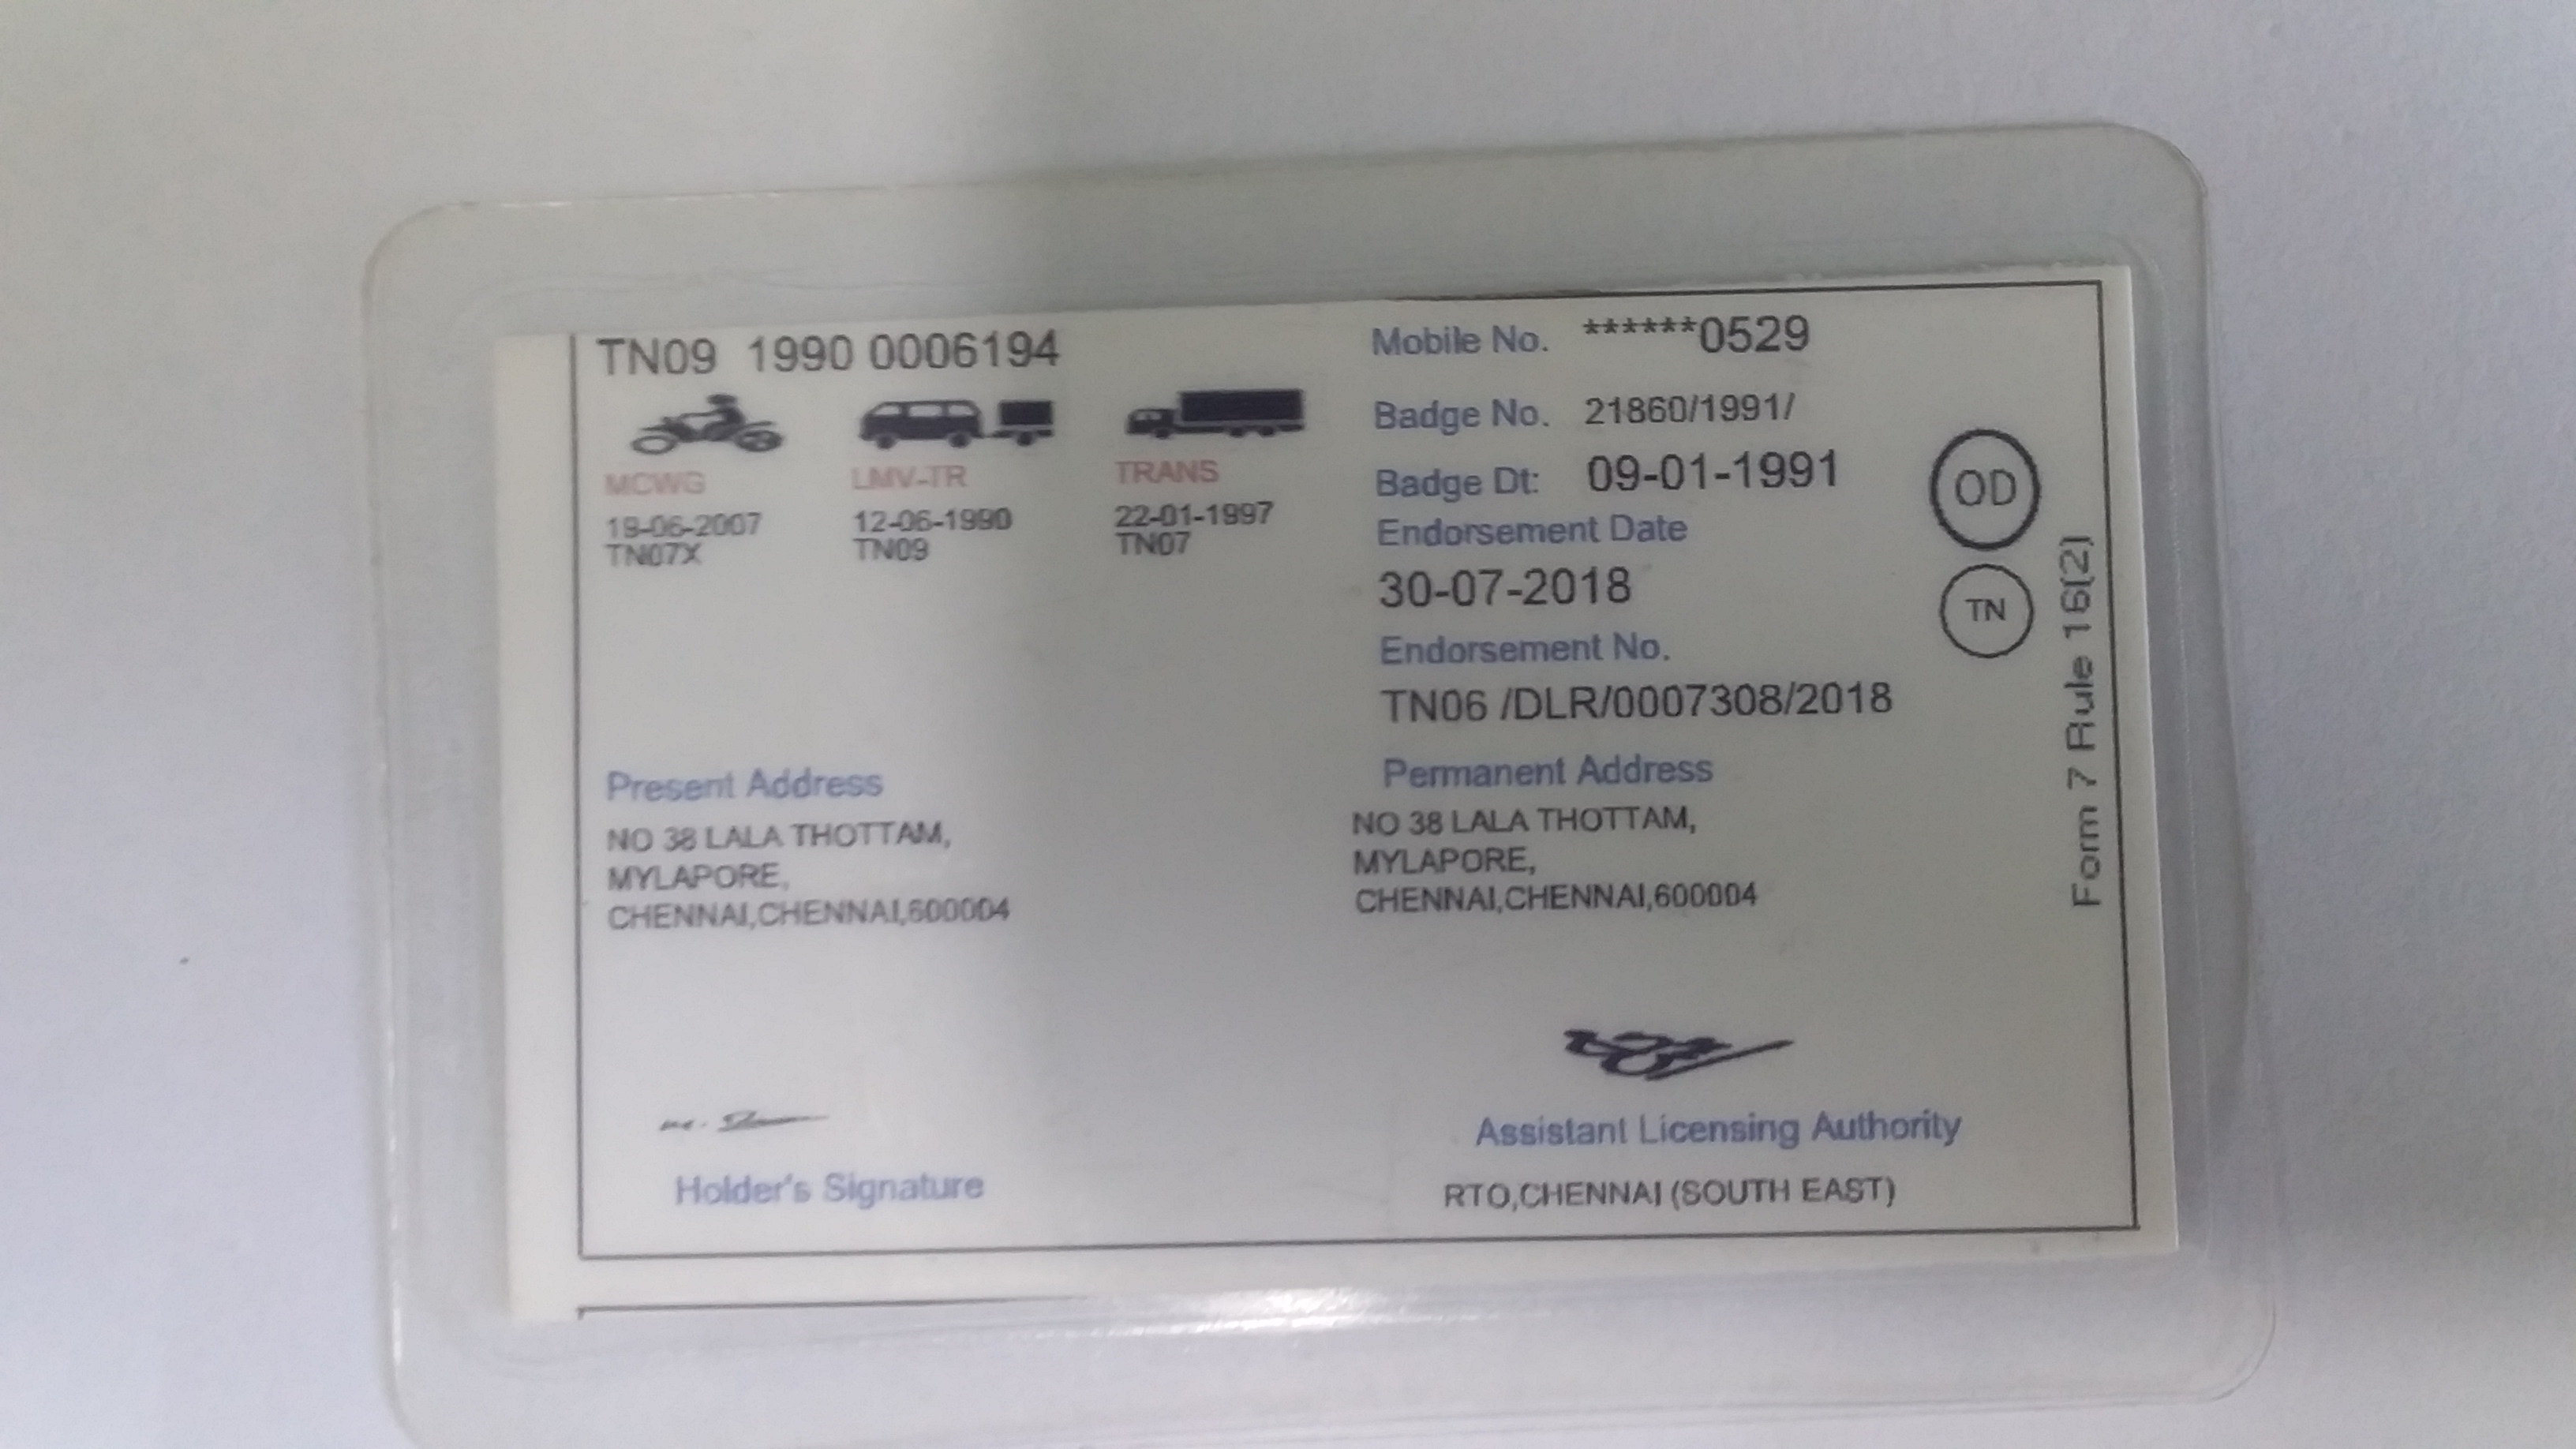 TN09 1990 0006194
MCWG LMV-TR TRANS
19-06-2007 12-06-1990 22-01-1997
TN07X TN09 TN07
Mobile No. ******0529
Badge No. 21860/1991/
Badge Dt: 09-01-1991
Endorsement Date
30-07-2018
Endorsement No.
TN06 /DLR/0007308/2018
OD
TN
Form 7 Rule 16(2)
Present Address
NO 38 LALA THOTTAM,
MYLAPORE,
CHENNAI,CHENNAI,600004
Permanent Address
NO 38 LALA THOTTAM,
MYLAPORE,
CHENNAI,CHENNAI,600004
Holder's Signature
Assistant Licensing Authority
RTO,CHENNAI (SOUTH EAST)